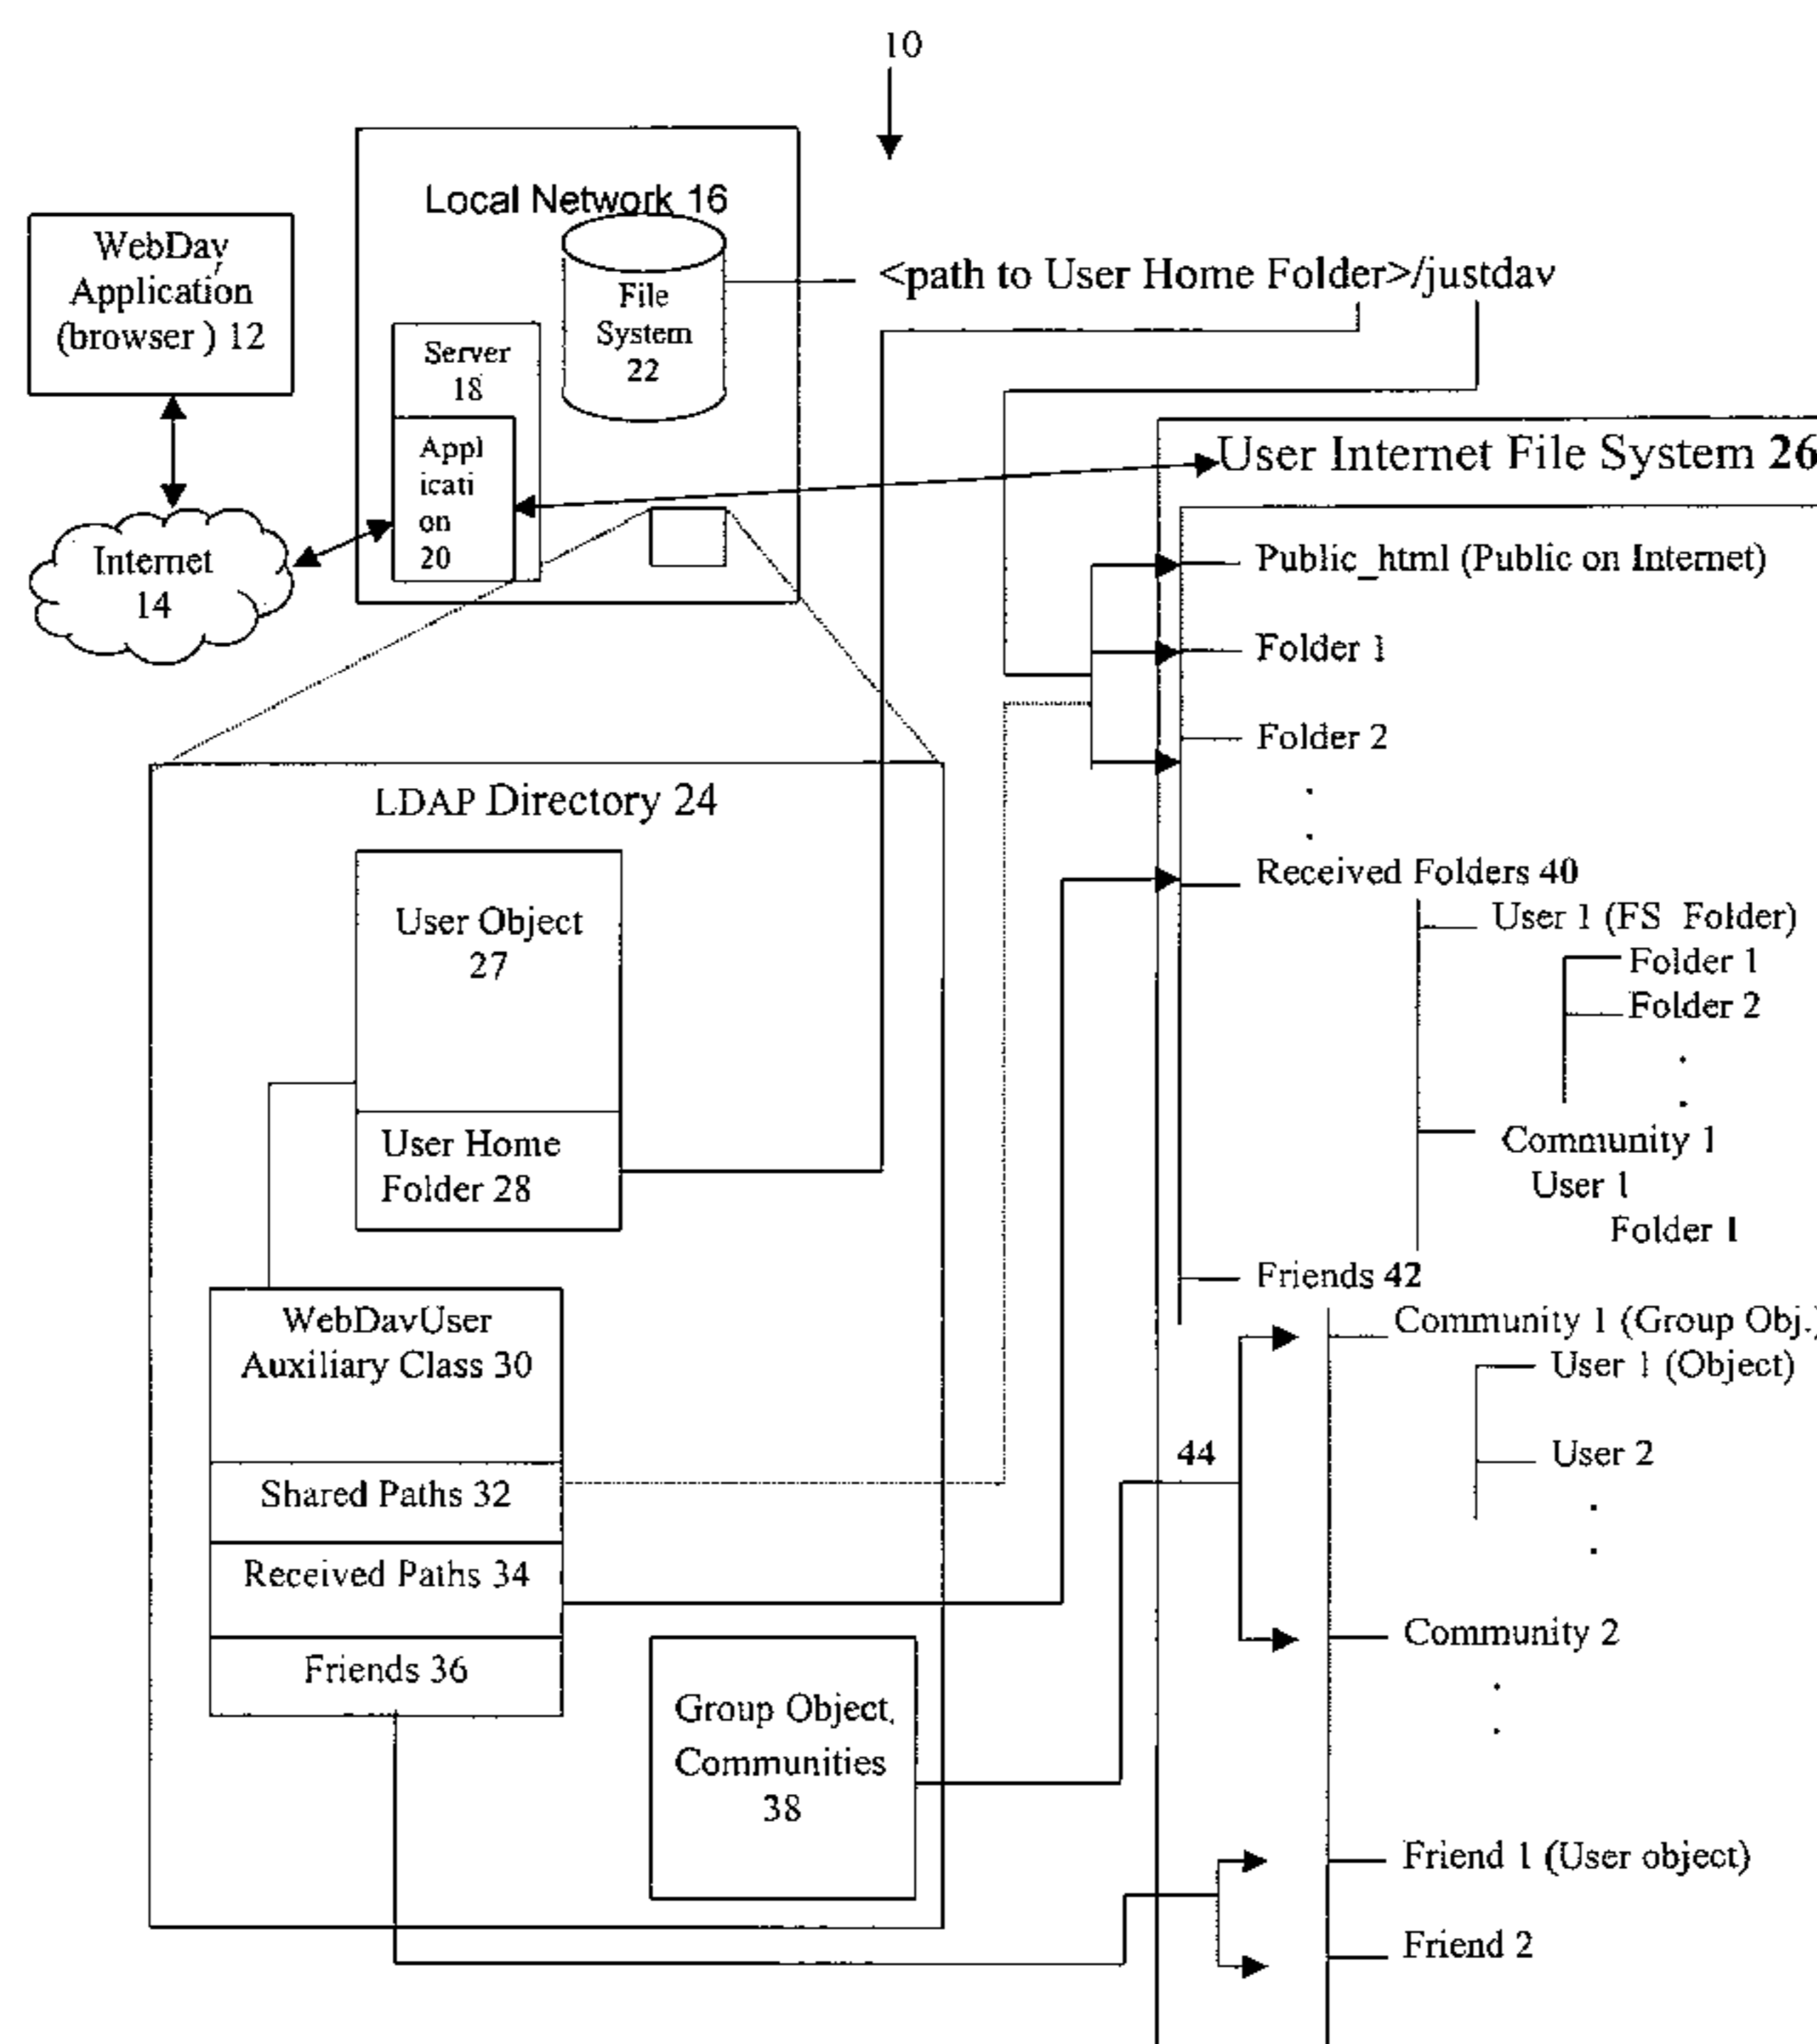 10
Local Network 16
WebDav
Application
(browser ) 12
File
System
22
<path to User Home Folder>/justdav
Server
18
Appl
icati
on
20
Internet
14
User Internet File System 26
Public_html (Public on Internet)
Folder 1
Folder 2
.
.
Received Folders 40
User 1 (FS Folder)
Folder 1
Folder 2
.
.
Community 1
User 1
Folder 1
Friends 42
Community 1 (Group Obj.)
User 1 (Object)
User 2
.
.
44
Community 2
.
.
Friend 1 (User object)
Friend 2
LDAP Directory 24
User Object
27
User Home
Folder 28
WebDavUser
Auxiliary Class 30
Shared Paths 32
Received Paths 34
Friends 36
Group Object,
Communities
38